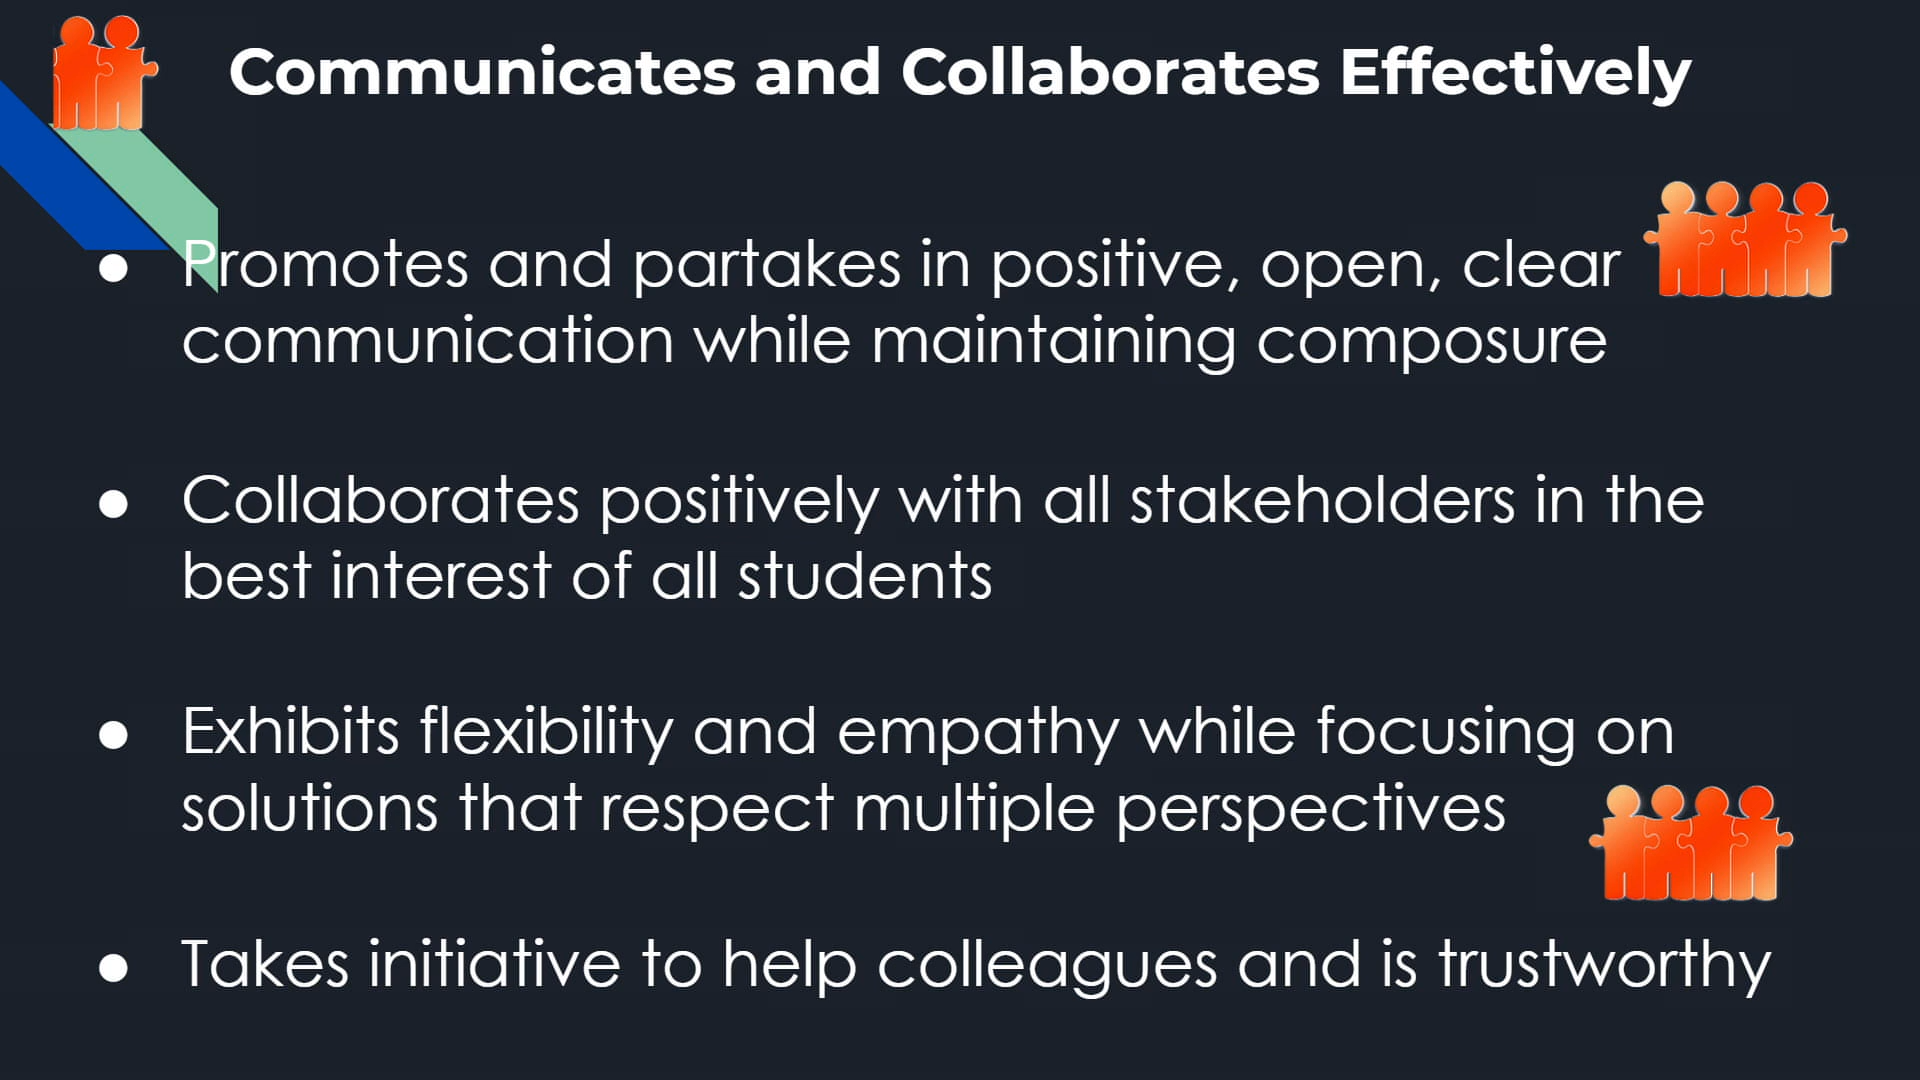 Communicates and Collaborates Effectively
● Promotes and partakes in positive, open, clear
communication while maintaining composure
● Collaborates positively with all stakeholders in the
best interest of all students
● Exhibits flexibility and empathy while focusing on
solutions that respect multiple perspectives
● Takes initiative to help colleagues and is trustworthy